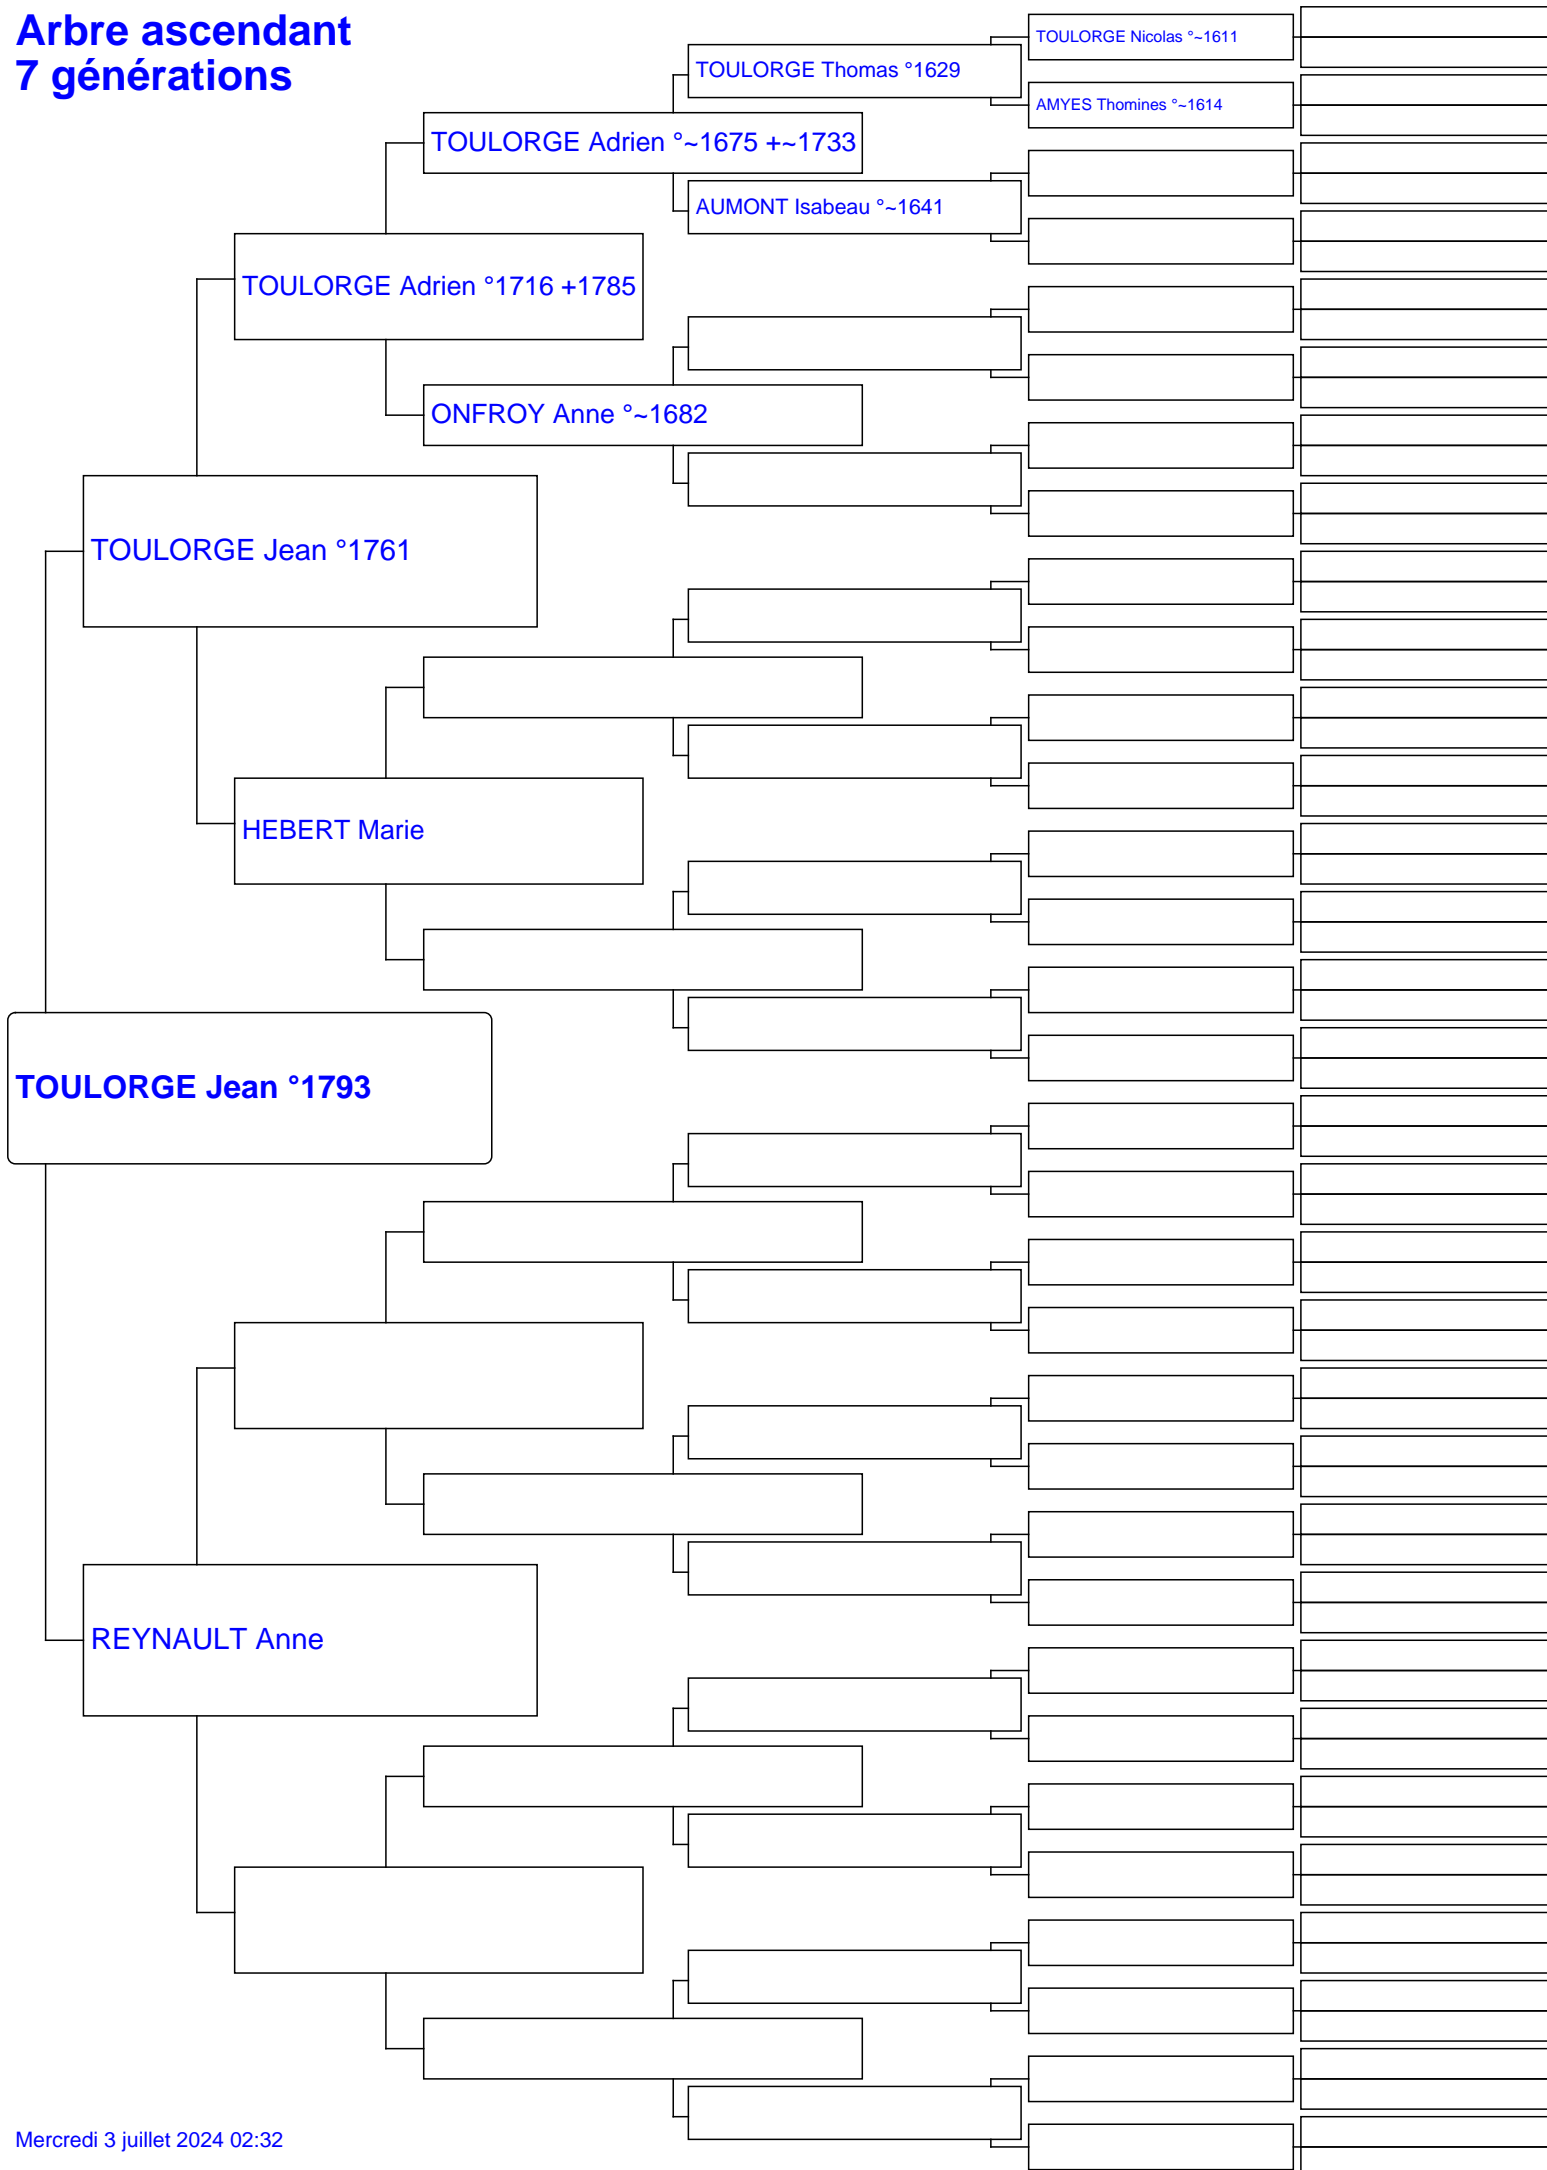 Arbre ascendant
7 générations
TOULORGE Nicolas °~1611
TOULORGE Thomas °1629
AMYES Thomines °~1614
TOULORGE Adrien °~1675 +~1733
AUMONT Isabeau °~1641
TOULORGE Adrien °1716 +1785
ONFROY Anne °~1682
TOULORGE Jean °1761
HEBERT Marie
TOULORGE Jean °1793
REYNAULT Anne
Mercredi 3 juillet 2024 02:32